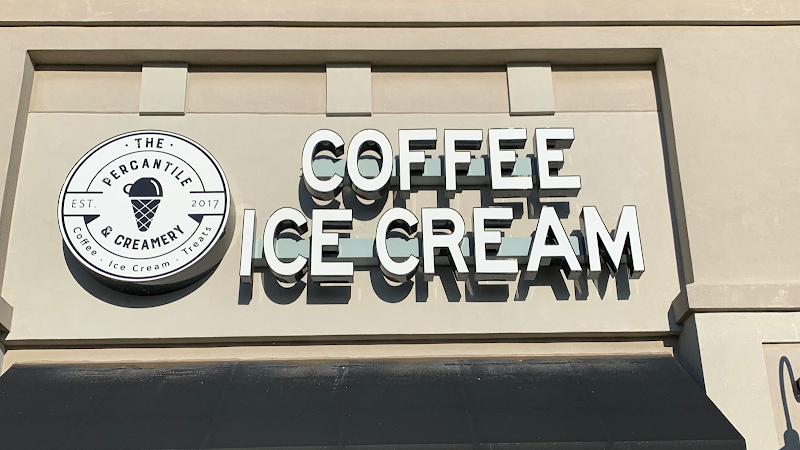 · THE ·
PERCANTILE
EST. 2017
& CREAMERY
Coffee · Ice Cream · Treats
COFFEE
ICE CREAM